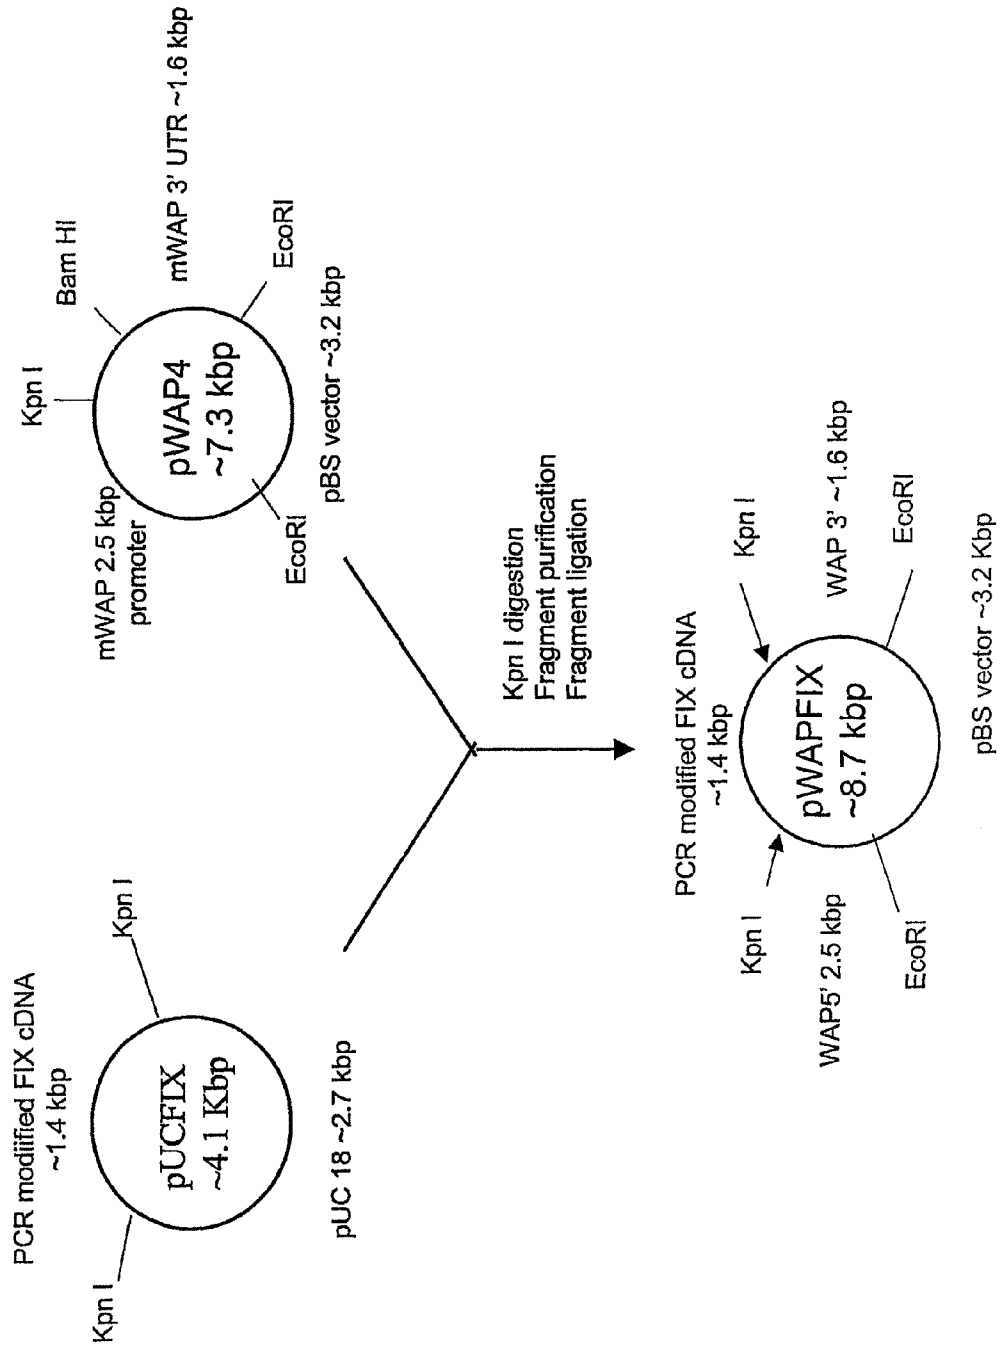 PCR modiified FIX cDNA
~1.4 kbp
Kpn I
Kpn I
pUCFIX
~4.1 Kbp
pUC 18 ~2.7 kbp
Kpn I
Bam HI
mWAP 2.5 kbp
promoter
mWAP 3' UTR ~1.6 kbp
pWAP4
~7.3 kbp
EcoRI
EcoRI
pBS vector ~3.2 kbp
Kpn I digestion
Fragment purification
Fragment ligation
PCR modified FIX cDNA
~1.4 kbp
Kpn I
Kpn I
WAP5' 2.5 kbp
WAP 3' ~1.6 kbp
pWAPFIX
~8.7 kbp
EcoRI
EcoRI
pBS vector ~3.2 Kbp